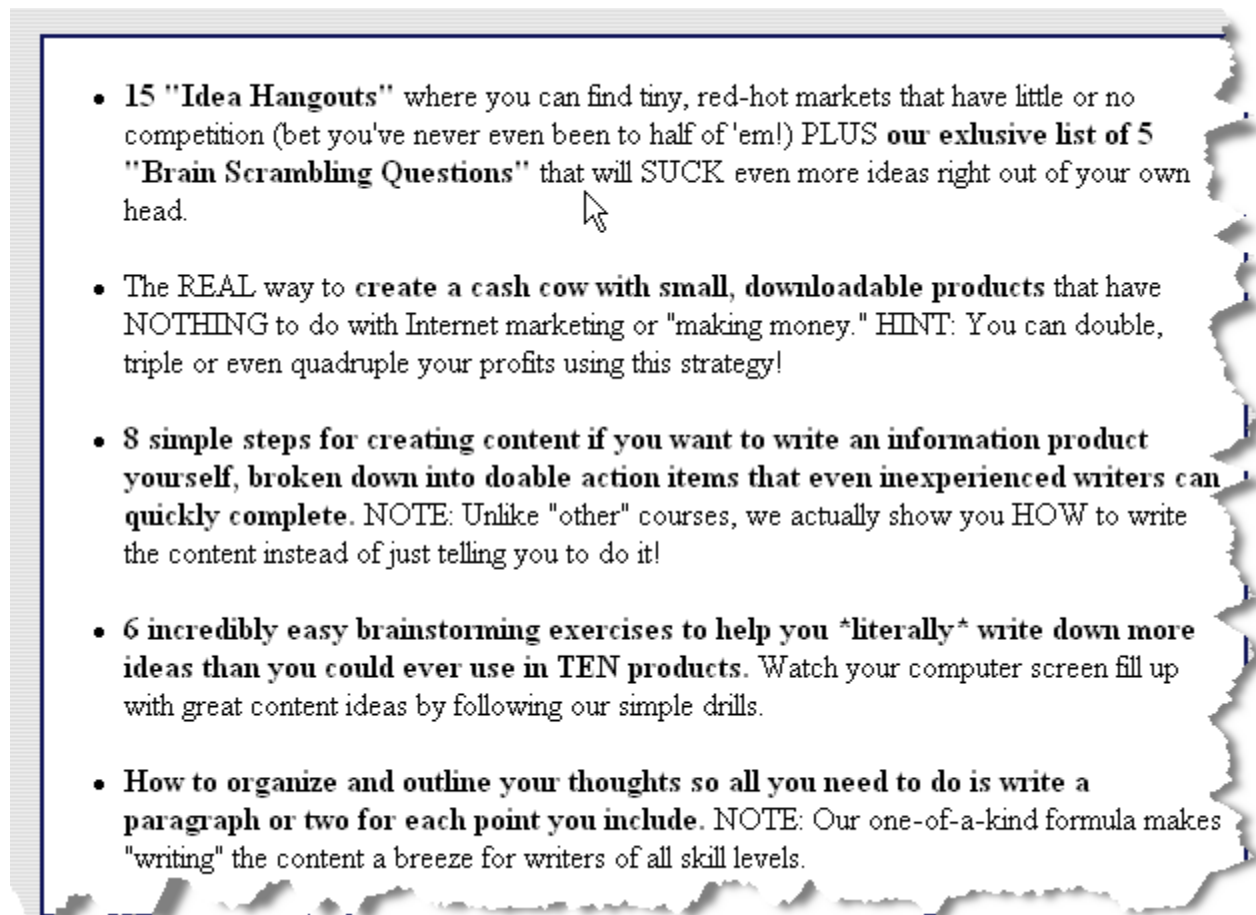 • 15 "Idea Hangouts" where you can find tiny, red-hot markets that have little or no
competition (bet you've never even been to half of 'em!) PLUS our exlusive list of 5
"Brain Scrambling Questions" that will SUCK even more ideas right out of your own
head.
• The REAL way to create a cash cow with small, downloadable products that have
NOTHING to do with Internet marketing or "making money." HINT: You can double,
triple or even quadruple your profits using this strategy!
• 8 simple steps for creating content if you want to write an information product
yourself, broken down into doable action items that even inexperienced writers can
quickly complete. NOTE: Unlike "other" courses, we actually show you HOW to write
the content instead of just telling you to do it!
• 6 incredibly easy brainstorming exercises to help you *literally* write down more
ideas than you could ever use in TEN products. Watch your computer screen fill up
with great content ideas by following our simple drills.
• How to organize and outline your thoughts so all you need to do is write a
paragraph or two for each point you include. NOTE: Our one-of-a-kind formula makes
"writing" the content a breeze for writers of all skill levels.